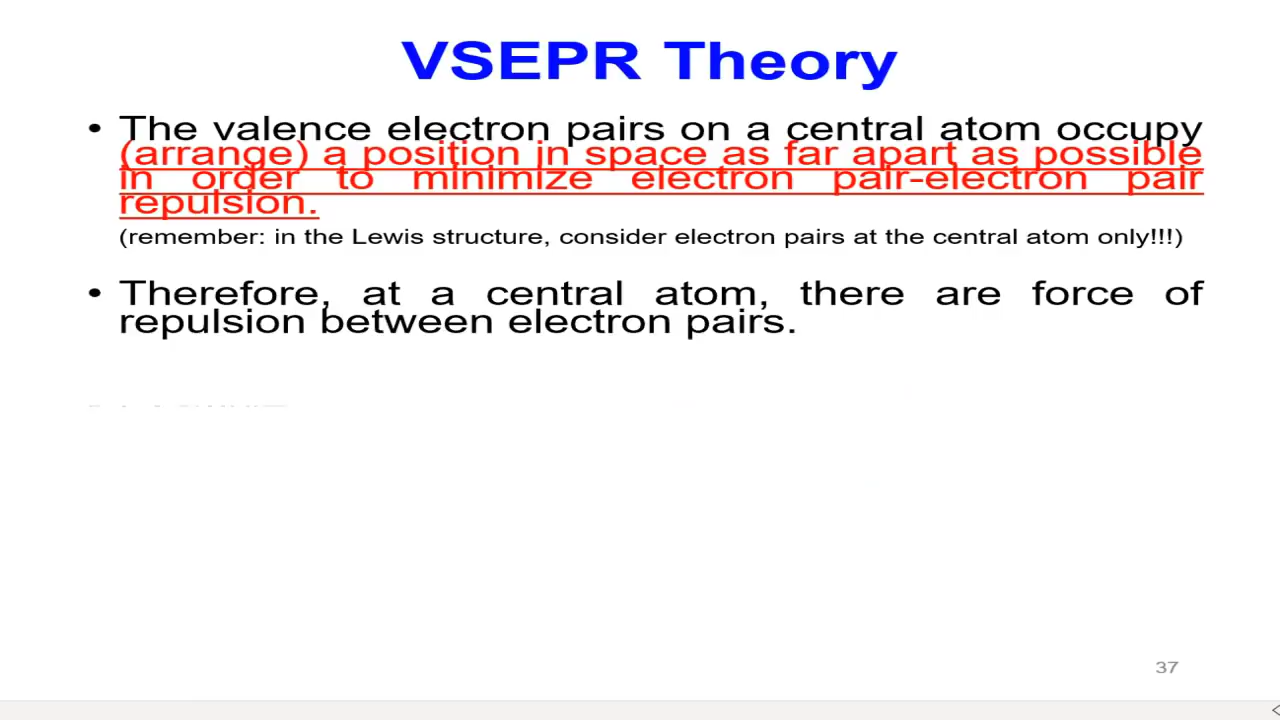 VSEPR Theory
• The valence electron pairs on a central atom occupy
(arrange) a position in space as far apart as possible
in order to minimize electron pair-electron pair
repulsion.
(remember: in the Lewis structure, consider electron pairs at the central atom only!!!)
• Therefore, at a central atom, there are force of
repulsion between electron pairs.
37